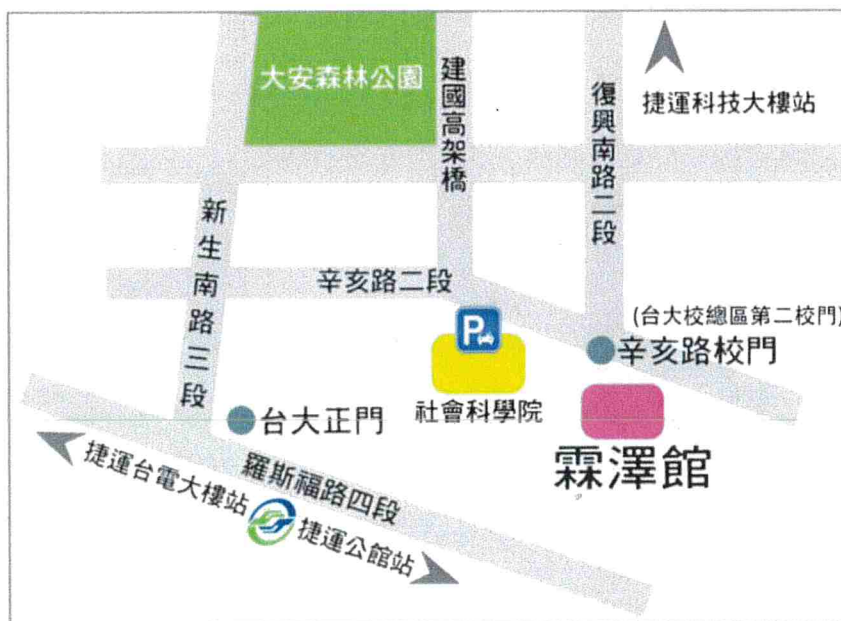 大安森林公園
建國高架橋
復興南路二段
捷運科技大樓站
新生南路三段
辛亥路二段
(台大校總區第二校門)
P
辛亥路校門
社會科學院
台大正門
霖澤館
羅斯福路四段
捷運台電大樓站
捷運公館站